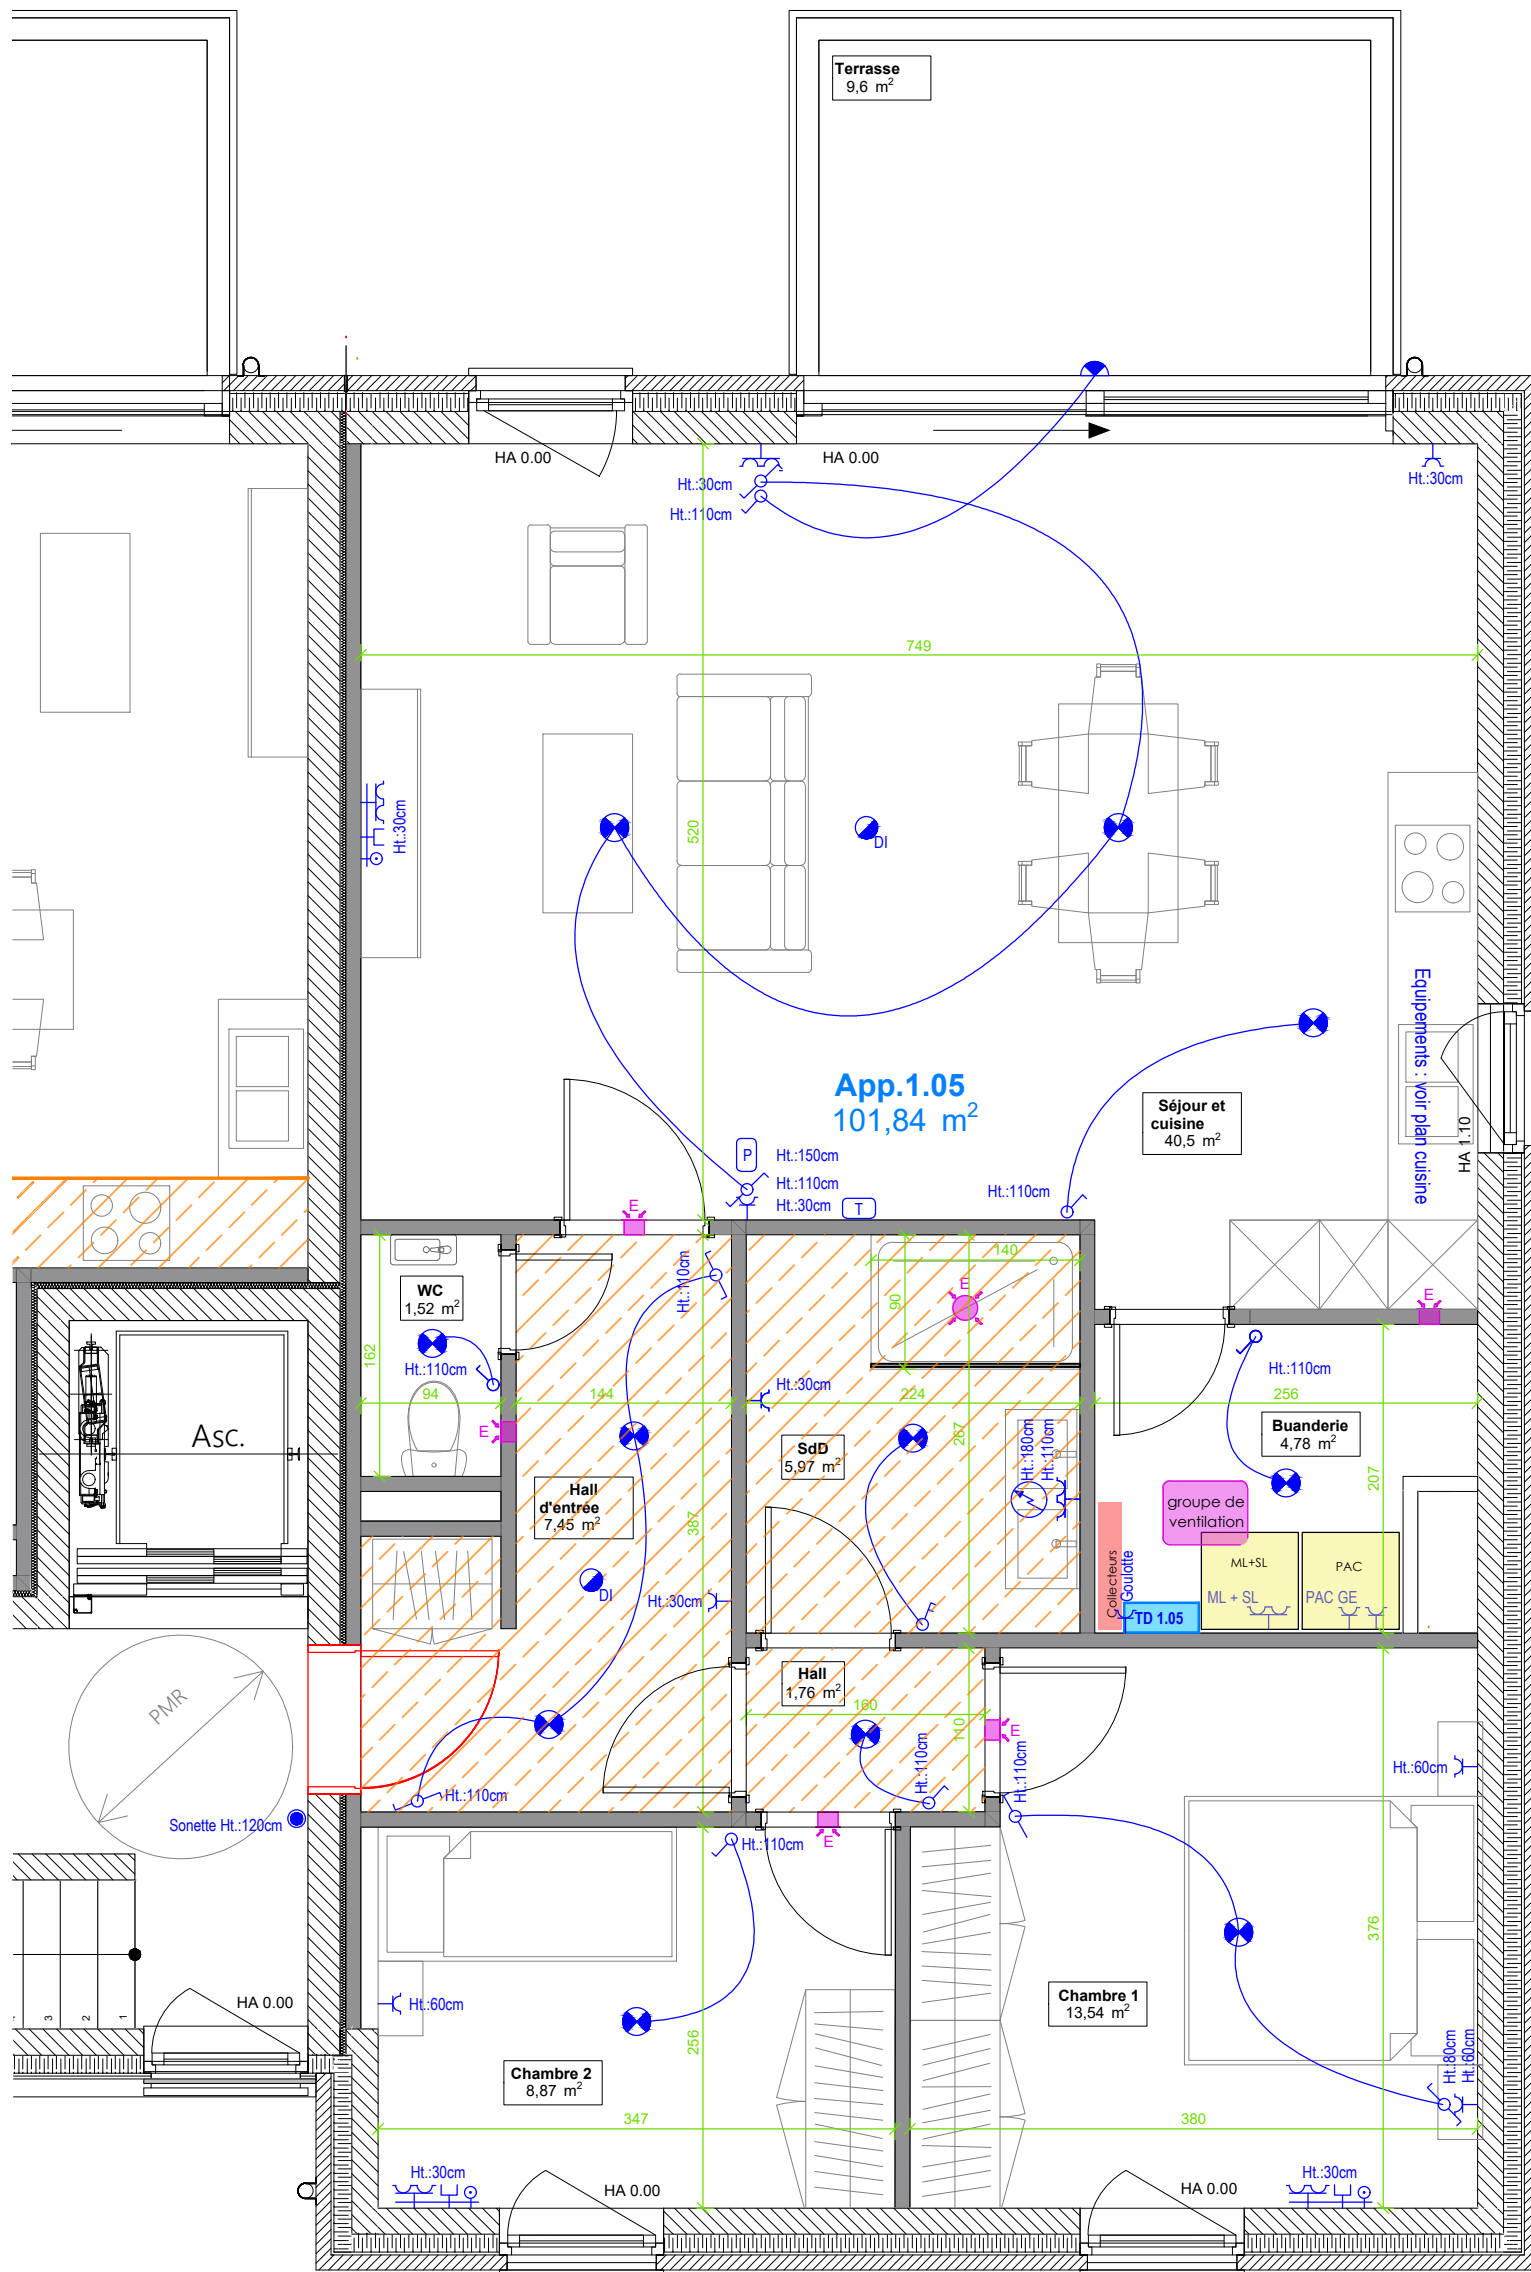 Terrasse
9,6 m²
HA 0.00
Ht.:30cm
HA 0.00
Ht.:30cm
Ht.:110cm
749
520
Ht.:30cm
DI
Equipements : voir plan cuisine
App.1.05
101,84 m²
Séjour et
cuisine
40,5 m²
HA 1.10
P
Ht.:150cm
Ht.:110cm
Ht.:30cm
T
Ht.:110cm
E
WC
1,52 m²
Ht.:110cm
140
E
90
E
162
Ht.:110cm
Ht.:110cm
94
144
Ht.:30cm
224
256
E
Asc.
Buanderie
4,78 m²
SdD
5,97 m²
267
Ht.:180cm
Ht.:110cm
207
Hall
d'entrée
7,45 m²
387
groupe de
ventilation
ML+SL
PAC
DI
Ht.:30cm
Collecteurs
Goulotte
ML + SL
PAC GE
TD 1.05
Hall
1,76 m²
PMR
160
110
E
Ht.:110cm
Ht.:110cm
Ht.:60cm
Ht.:110cm
Sonette Ht.:120cm
Ht.:110cm
E
376
HA 0.00
Ht.:60cm
Chambre 1
13,54 m²
3
2
1
256
Chambre 2
8,87 m²
Ht:80cm
Ht.:60cm
347
380
Ht.:30cm
HA 0.00
HA 0.00
Ht.:30cm